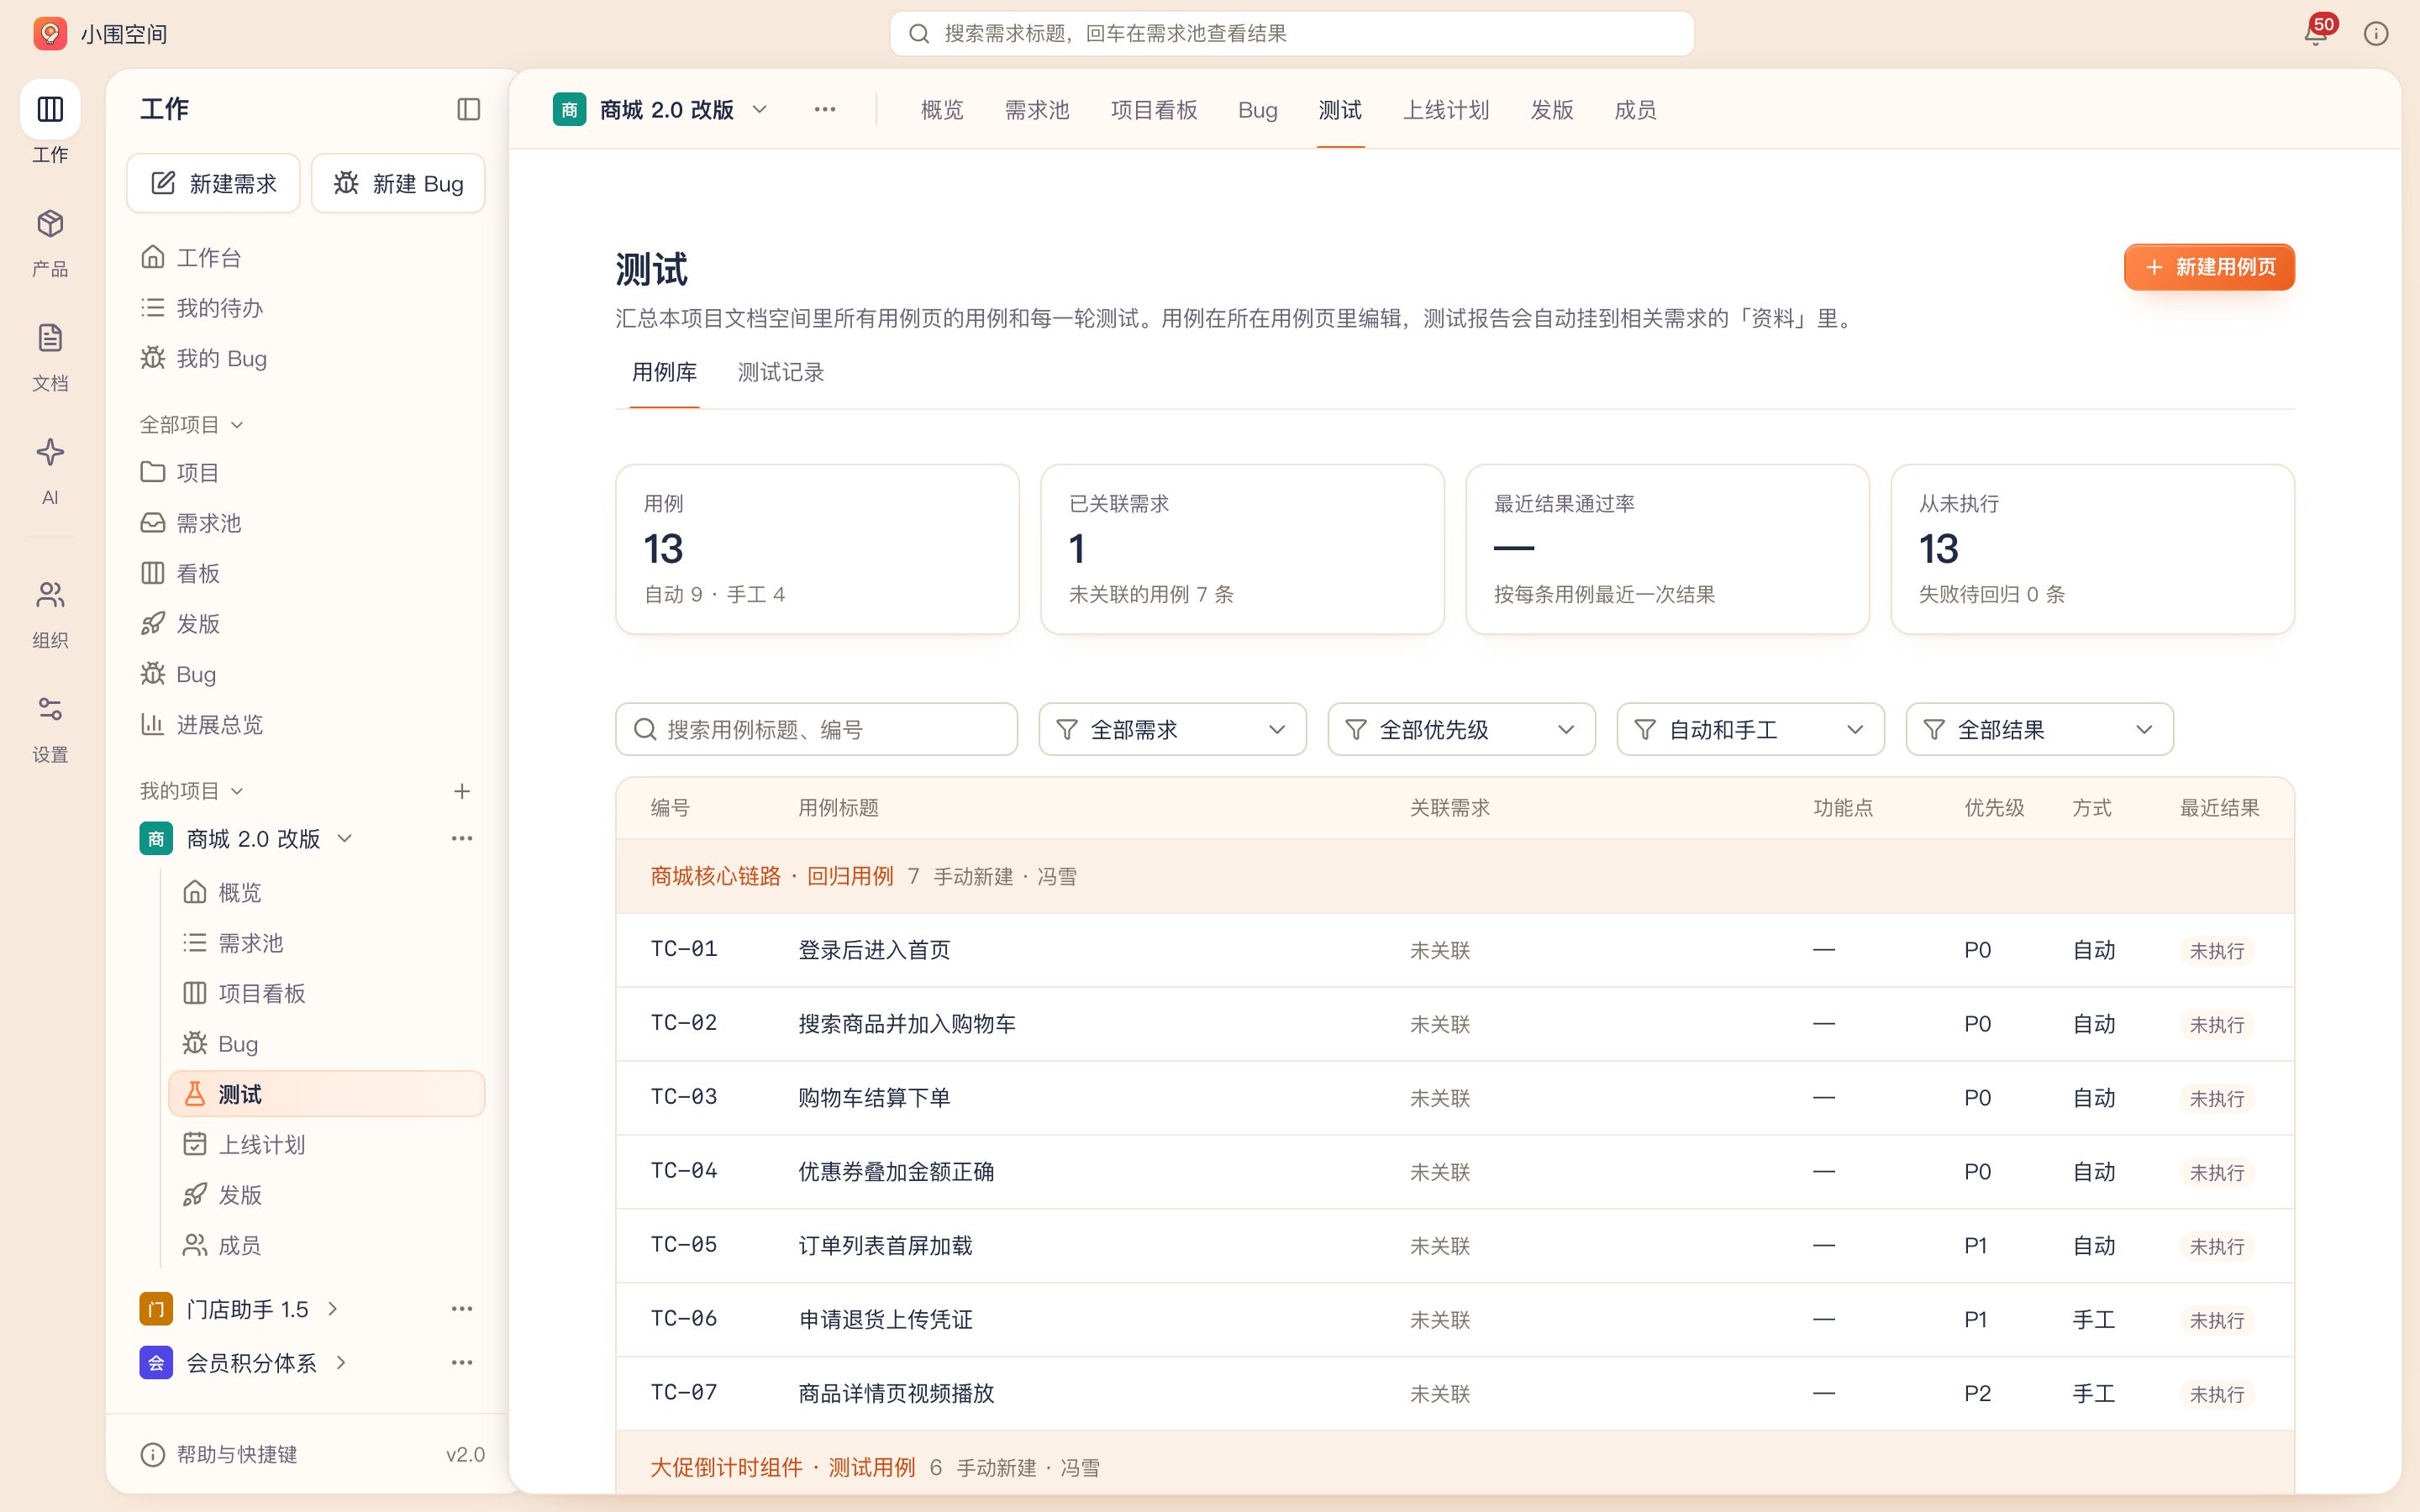 小围空间
搜索需求标题，回车在需求池查看结果
50
工作
产品
文档
AI
组织
设置
工作
新建需求
新建 Bug
工作台
我的待办
我的 Bug
全部项目
项目
需求池
看板
发版
Bug
进展总览
我的项目
商 商城 2.0 改版
概览
需求池
项目看板
Bug
测试
上线计划
发版
成员
门 门店助手 1.5
会 会员积分体系
帮助与快捷键 v2.0
商 商城 2.0 改版 概览 需求池 项目看板 Bug 测试 上线计划 发版 成员
测试
新建用例页
汇总本项目文档空间里所有用例页的用例和每一轮测试。用例在所在用例页里编辑，测试报告会自动挂到相关需求的「资料」里。
用例库 测试记录
用例
13
自动 9 · 手工 4
已关联需求
1
未关联的用例 7 条
最近结果通过率
—
按每条用例最近一次结果
从未执行
13
失败待回归 0 条
搜索用例标题、编号 全部需求 全部优先级 自动和手工 全部结果
编号 用例标题 关联需求 功能点 优先级 方式 最近结果
商城核心链路 · 回归用例 7 手动新建 · 冯雪
TC-01 登录后进入首页 未关联 — P0 自动 未执行
TC-02 搜索商品并加入购物车 未关联 — P0 自动 未执行
TC-03 购物车结算下单 未关联 — P0 自动 未执行
TC-04 优惠券叠加金额正确 未关联 — P0 自动 未执行
TC-05 订单列表首屏加载 未关联 — P1 自动 未执行
TC-06 申请退货上传凭证 未关联 — P1 手工 未执行
TC-07 商品详情页视频播放 未关联 — P2 手工 未执行
大促倒计时组件 · 测试用例 6 手动新建 · 冯雪